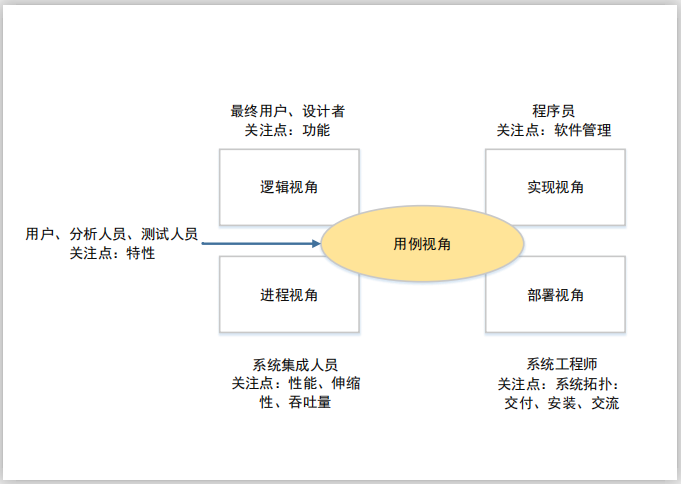 最终用户、设计者
关注点：功能
程序员
关注点：软件管理
逻辑视角
实现视角
用户、分析人员、测试人员
关注点：特性
用例视角
进程视角
部署视角
系统集成人员
关注点：性能、伸缩
性、吞吐量
系统工程师
关注点：系统拓扑：
交付、安装、交流